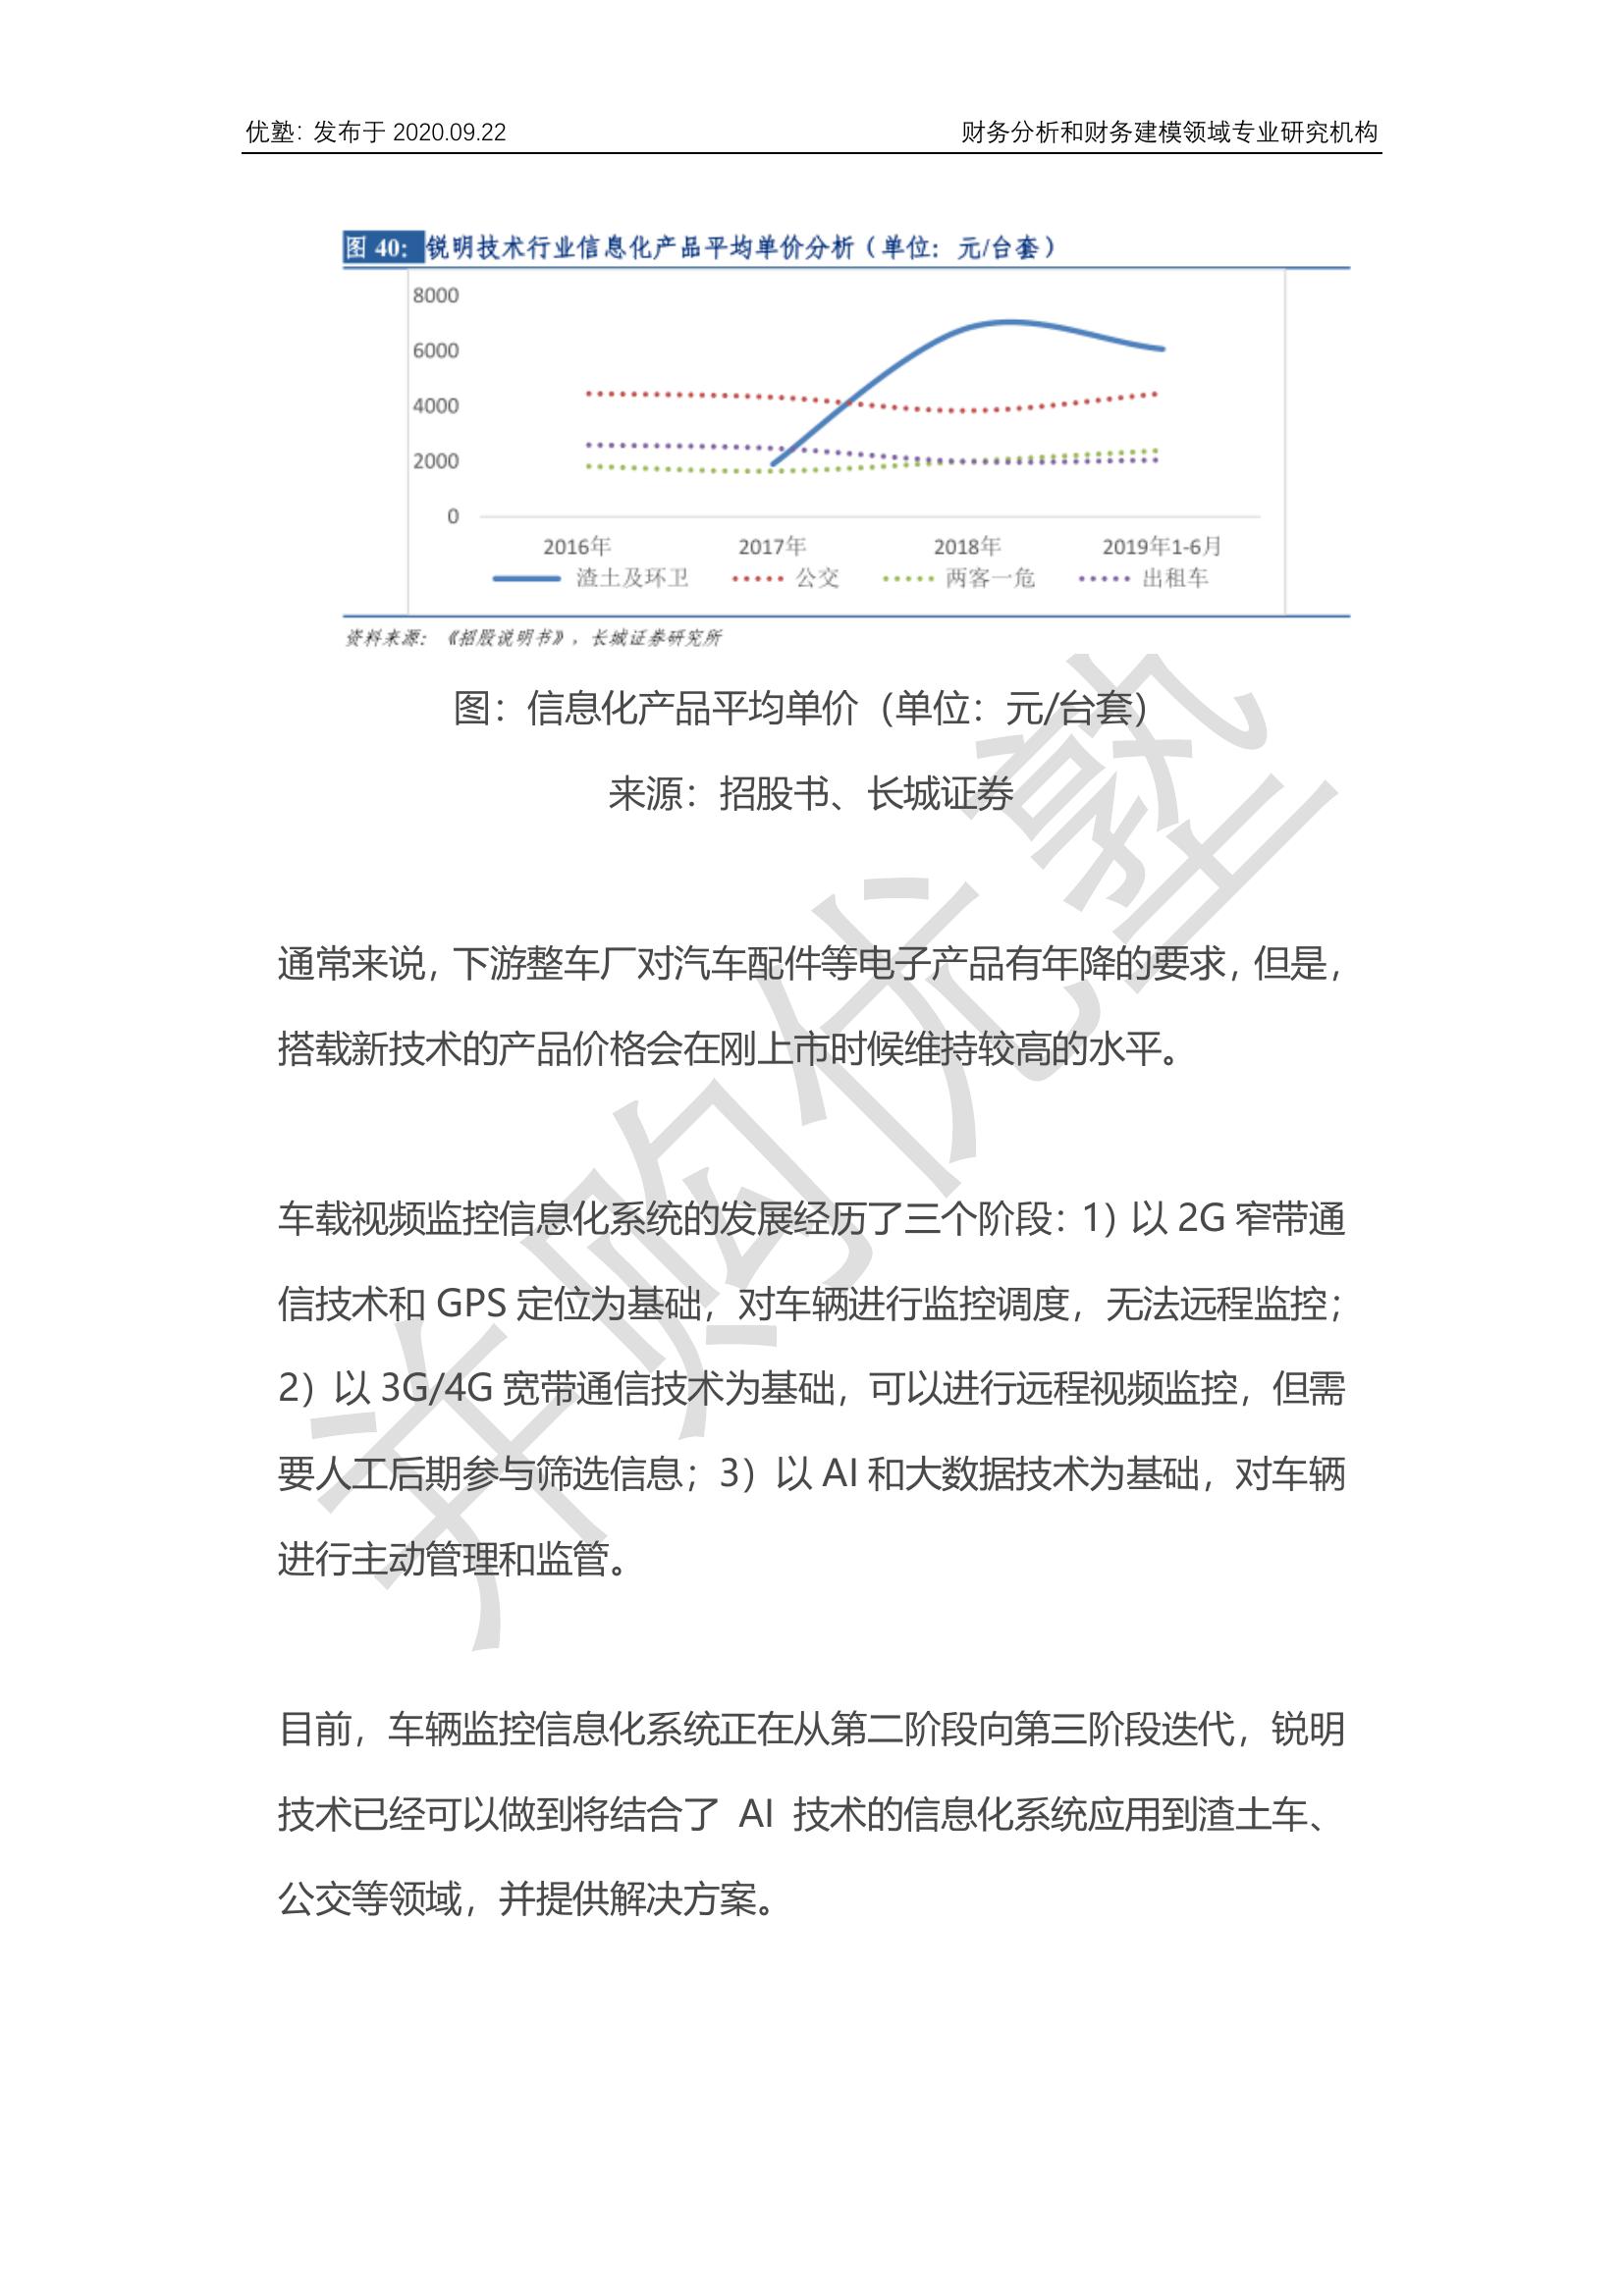 优塾：发布于 2020.09.22 财务分析和财务建模领域专业研究机构
图 40： 锐明技术行业信息化产品平均单价分析（单位：元/台套）
8000
6000
4000
2000
0
2016年 2017年 2018年 2019年1-6月
渣土及环卫 公交 两客一危 出租车
资料来源：《招股说明书》，长城证券研究所
图：信息化产品平均单价（单位：元/台套）
来源：招股书、长城证券
通常来说，下游整车厂对汽车配件等电子产品有年降的要求，但是，
搭载新技术的产品价格会在刚上市时候维持较高的水平。
车载视频监控信息化系统的发展经历了三个阶段：1）以 2G 窄带通
信技术和 GPS 定位为基础，对车辆进行监控调度，无法远程监控；
2）以 3G/4G 宽带通信技术为基础，可以进行远程视频监控，但需
要人工后期参与筛选信息；3）以 AI 和大数据技术为基础，对车辆
进行主动管理和监管。
目前，车辆监控信息化系统正在从第二阶段向第三阶段迭代，锐明
技术已经可以做到将结合了 AI 技术的信息化系统应用到渣土车、
公交等领域，并提供解决方案。
并购优塾